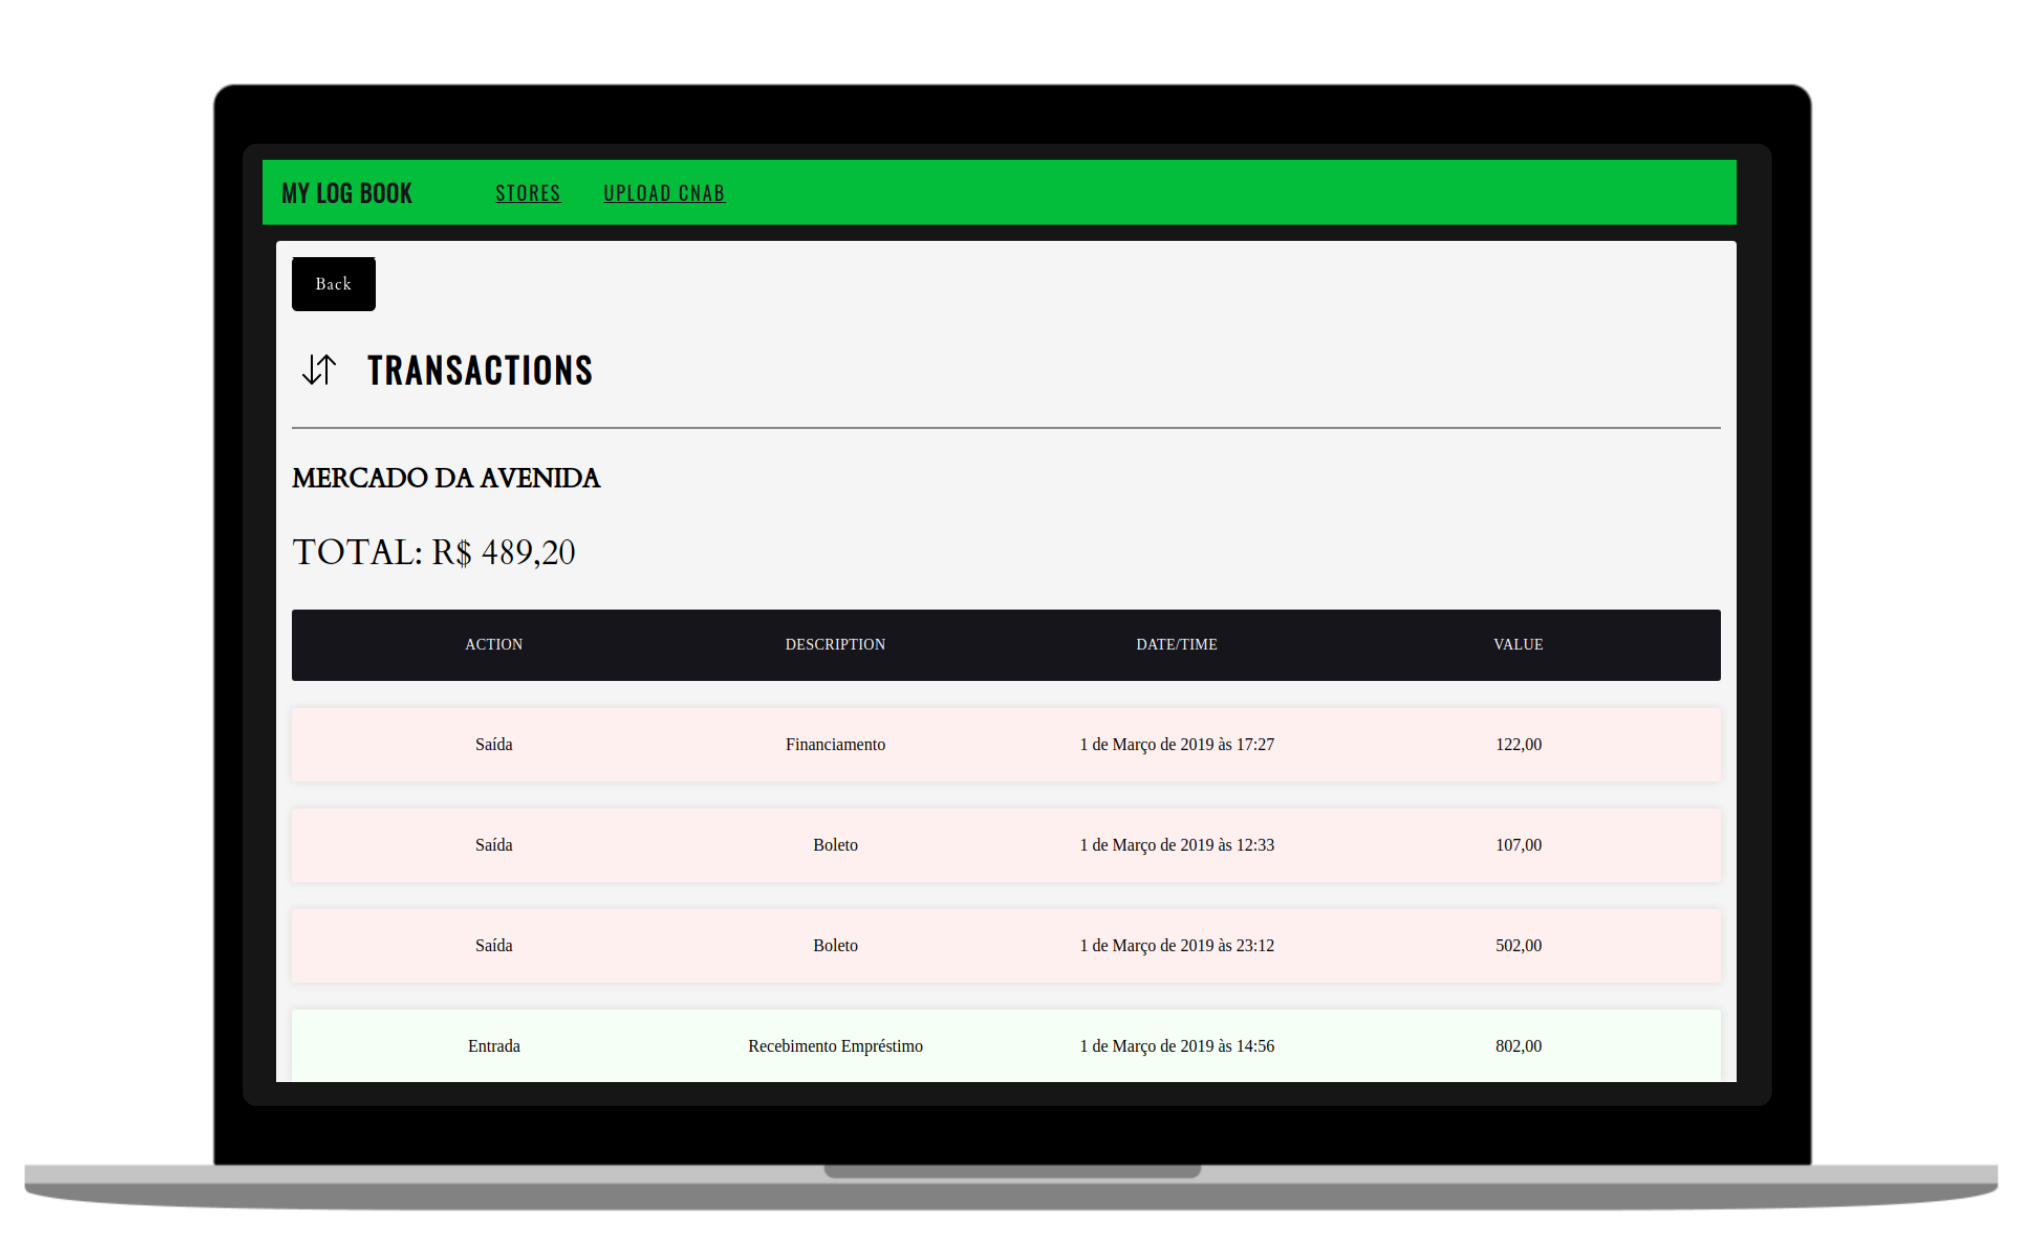 MY LOG BOOK STORES UPLOAD CNAB
Back
TRANSACTIONS
MERCADO DA AVENIDA
TOTAL: R$ 489,20
ACTION DESCRIPTION DATE/TIME VALUE
Saída Financiamento 1 de Março de 2019 às 17:27 122,00
Saída Boleto 1 de Março de 2019 às 12:33 107,00
Saída Boleto 1 de Março de 2019 às 23:12 502,00
Entrada Recebimento Empréstimo 1 de Março de 2019 às 14:56 802,00